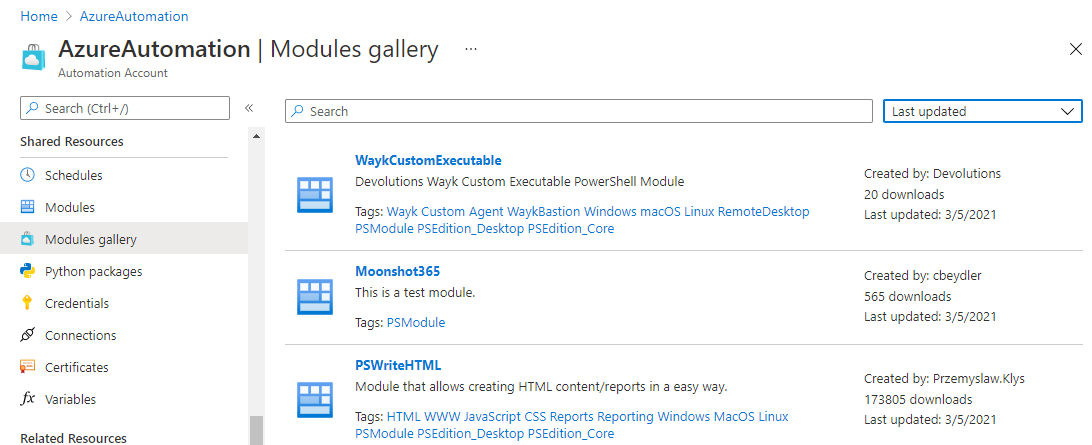 Home > AzureAutomation
AzureAutomation | Modules gallery ...
Automation Account
Search (Ctrl+/) «
Search
Last updated
Shared Resources
Schedules
Modules
Modules gallery
Python packages
Credentials
Connections
Certificates
Variables
Related Resources
WaykCustomExecutable
Devolutions Wayk Custom Executable PowerShell Module
Tags: Wayk Custom Agent WaykBastion Windows macOS Linux RemoteDesktop
PSModule PSEdition_Desktop PSEdition_Core
Created by: Devolutions
20 downloads
Last updated: 3/5/2021
Moonshot365
This is a test module.
Tags: PSModule
Created by: cbeydler
565 downloads
Last updated: 3/5/2021
PSWriteHTML
Module that allows creating HTML content/reports in a easy way.
Tags: HTML WWW JavaScript CSS Reports Reporting Windows MacOS Linux
PSModule PSEdition_Desktop PSEdition_Core
Created by: Przemyslaw.Klys
173805 downloads
Last updated: 3/5/2021